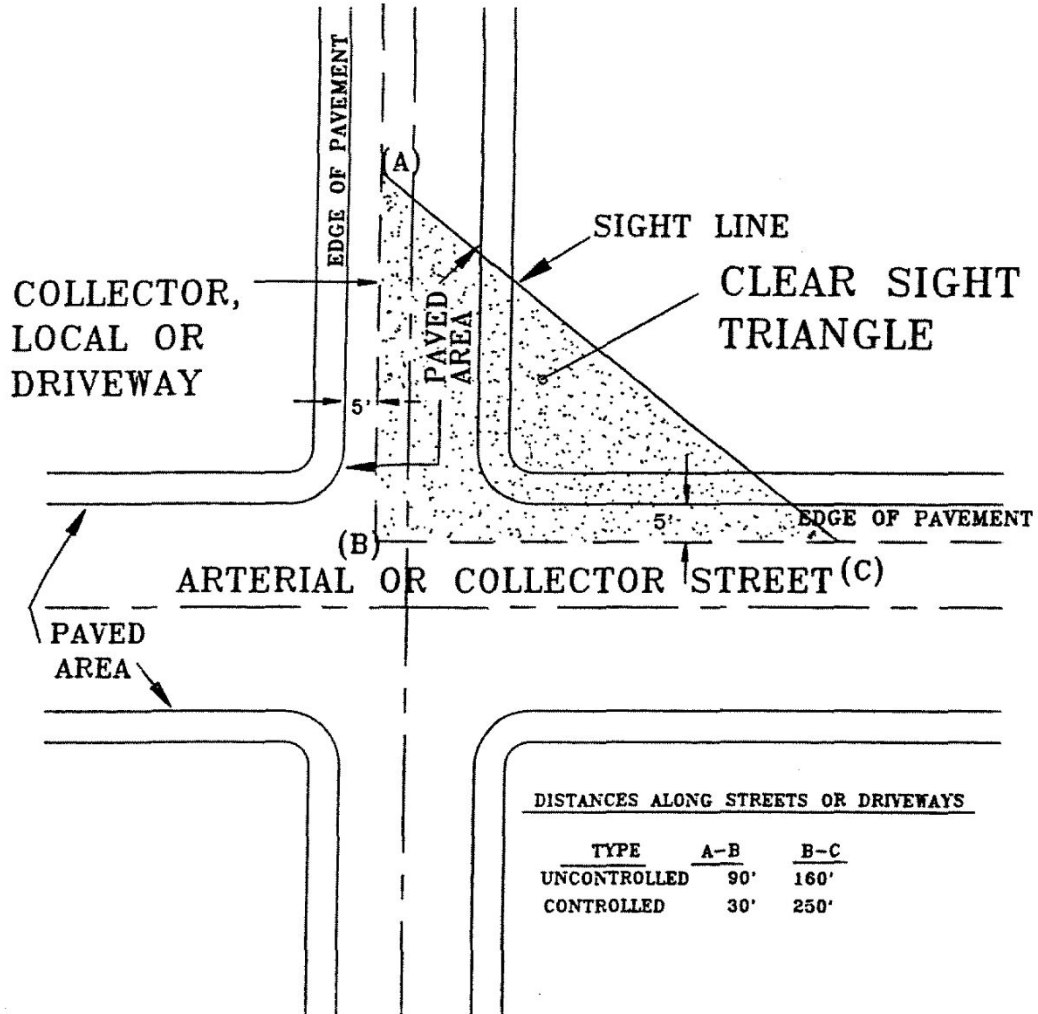 EDGE OF PAVEMENT
(A)
SIGHT LINE
CLEAR SIGHT
TRIANGLE
COLLECTOR,
LOCAL OR
DRIVEWAY
PAVED
AREA
5'
5'
EDGE OF PAVEMENT
(B)
(C)
ARTERIAL OR COLLECTOR STREET
PAVED
AREA
DISTANCES ALONG STREETS OR DRIVEWAYS
TYPE A-B B-C
UNCONTROLLED 90' 160'
CONTROLLED 30' 250'